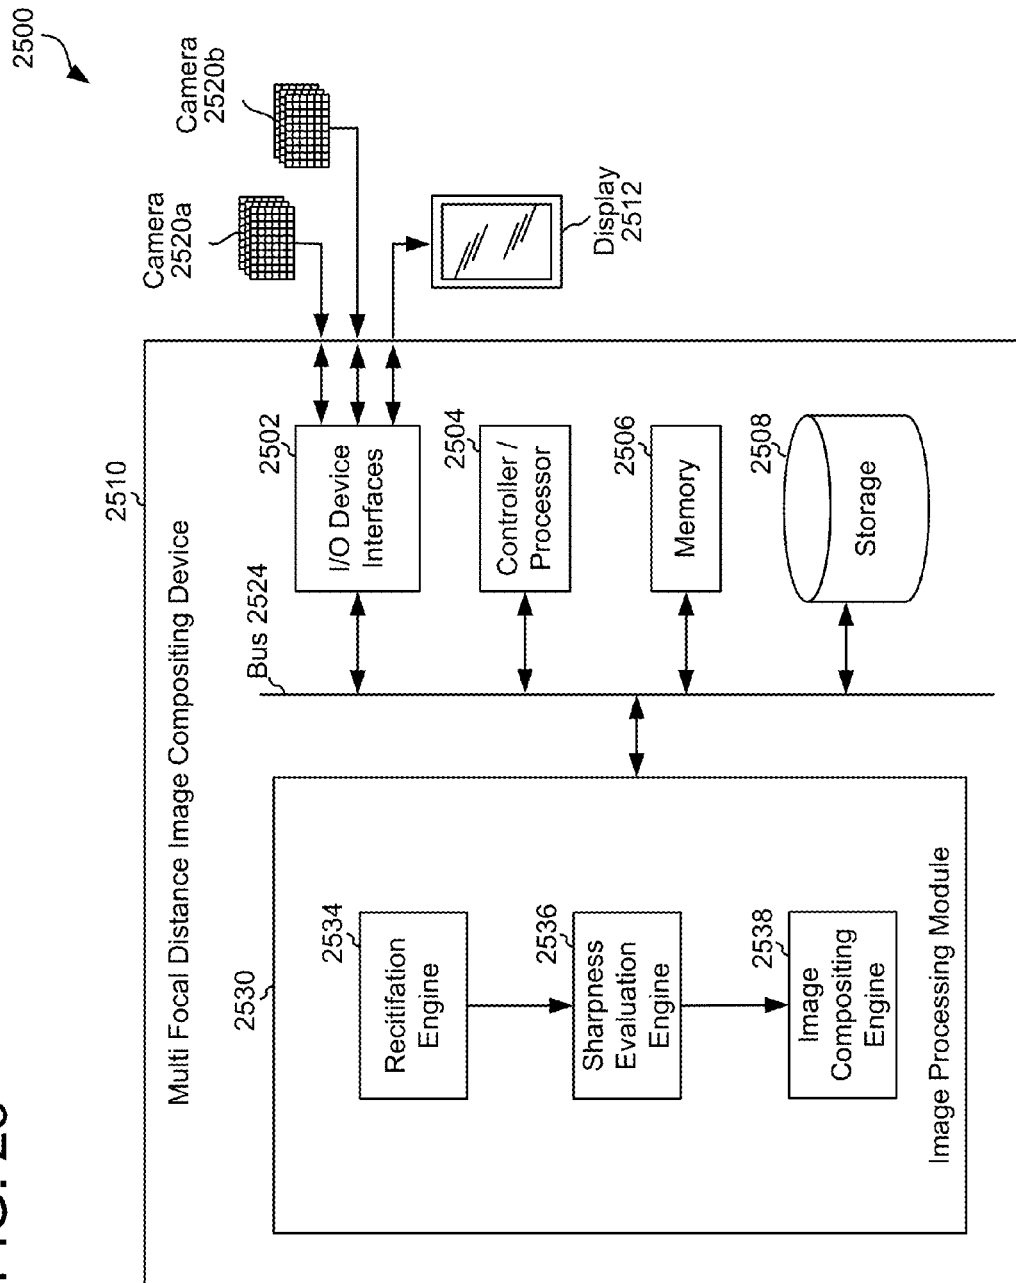 2500
Camera
2520a
Camera
2520b
Display
2512
2510
Multi Focal Distance Image Compositing Device
2502
I/O Device
Interfaces
2504
Controller /
Processor
2506
Memory
2508
Storage
Bus 2524
2530
2534
Recitifation
Engine
2536
Sharpness
Evaluation
Engine
2538
Image
Compositing
Engine
Image Processing Module